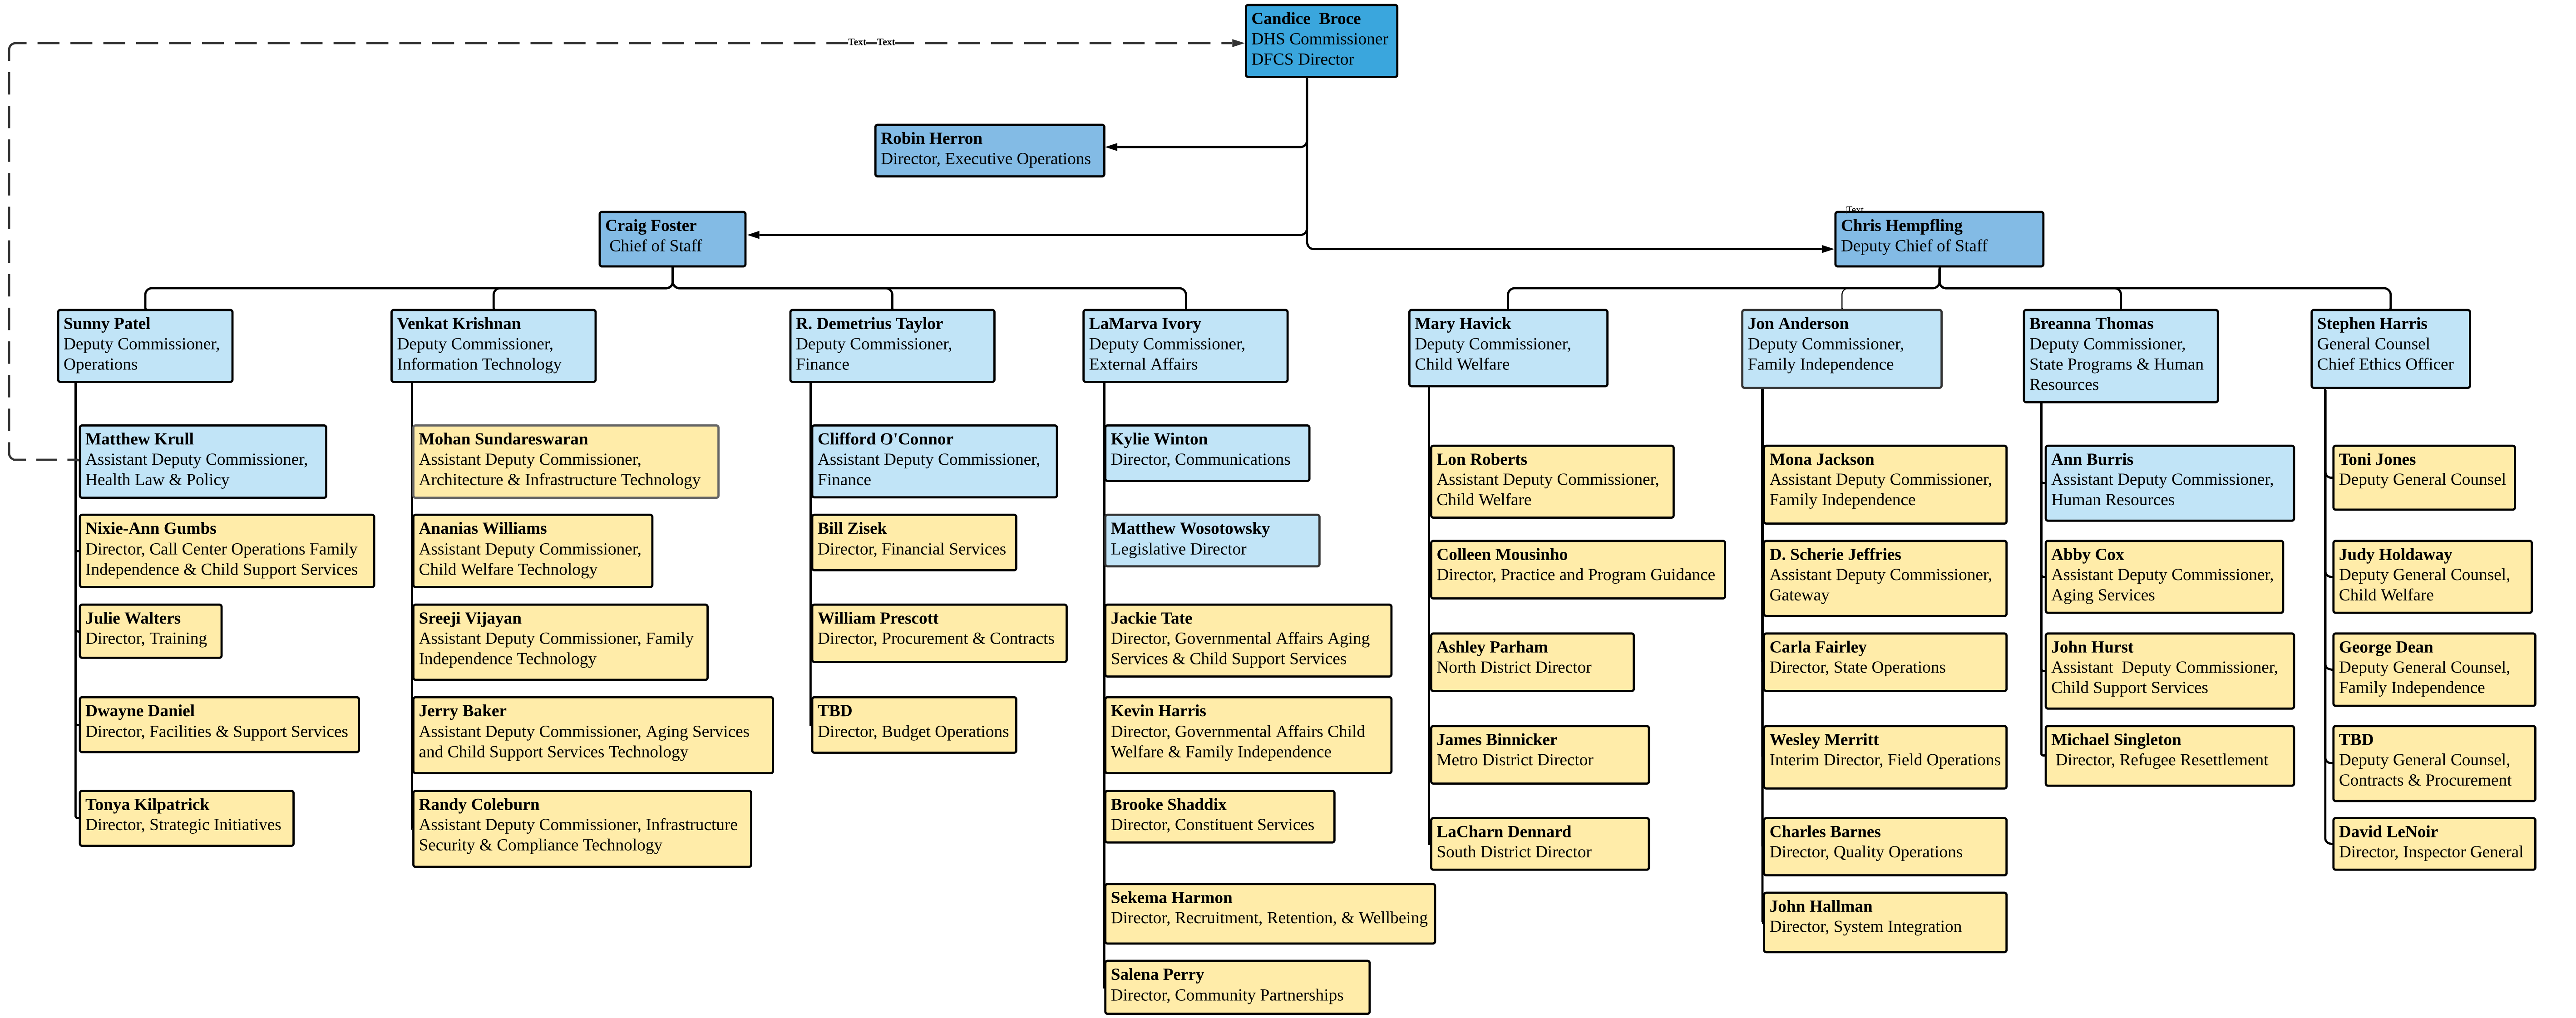 Candice  Broce
DHS Commissioner
DFCS Director
Text
Text
Robin Herron
Director, Executive Operations
Craig Foster
Chief of Staff
Text
Chris Hempfling
Deputy Chief of Staff
Sunny Patel
Deputy Commissioner,
Operations
Matthew Krull
Assistant Deputy Commissioner,
Health Law & Policy
Nixie-Ann Gumbs
Director, Call Center Operations Family
Independence & Child Support Services
Julie Walters
Director, Training
Dwayne Daniel
Director, Facilities & Support Services
Tonya Kilpatrick
Director, Strategic Initiatives
Venkat Krishnan
Deputy Commissioner,
Information Technology
Mohan Sundareswaran
Assistant Deputy Commissioner,
Architecture & Infrastructure Technology
Ananias Williams
Assistant Deputy Commissioner,
Child Welfare Technology
Sreeji Vijayan
Assistant Deputy Commissioner, Family
Independence Technology
Jerry Baker
Assistant Deputy Commissioner, Aging Services
and Child Support Services Technology
Randy Coleburn
Assistant Deputy Commissioner, Infrastructure
Security & Compliance Technology
R. Demetrius Taylor
Deputy Commissioner,
Finance
Clifford O'Connor
Assistant Deputy Commissioner,
Finance
Bill Zisek
Director, Financial Services
William Prescott
Director, Procurement & Contracts
TBD
Director, Budget Operations
LaMarva Ivory
Deputy Commissioner,
External Affairs
Kylie Winton
Director, Communications
Matthew Wosotowsky
Legislative Director
Jackie Tate
Director, Governmental Affairs Aging
Services & Child Support Services
Kevin Harris
Director, Governmental Affairs Child
Welfare & Family Independence
Brooke Shaddix
Director, Constituent Services
Sekema Harmon
Director, Recruitment, Retention, & Wellbeing
Salena Perry
Director, Community Partnerships
Mary Havick
Deputy Commissioner,
Child Welfare
Lon Roberts
Assistant Deputy Commissioner,
Child Welfare
Colleen Mousinho
Director, Practice and Program Guidance
Ashley Parham
North District Director
James Binnicker
Metro District Director
LaCharn Dennard
South District Director
Jon Anderson
Deputy Commissioner,
Family Independence
Mona Jackson
Assistant Deputy Commissioner,
Family Independence
D. Scherie Jeffries
Assistant Deputy Commissioner,
Gateway
Carla Fairley
Director, State Operations
Wesley Merritt
Interim Director, Field Operations
Charles Barnes
Director, Quality Operations
John Hallman
Director, System Integration
Breanna Thomas
Deputy Commissioner,
State Programs & Human
Resources
Ann Burris
Assistant Deputy Commissioner,
Human Resources
Abby Cox
Assistant Deputy Commissioner,
Aging Services
John Hurst
Assistant  Deputy Commissioner,
Child Support Services
Michael Singleton
Director, Refugee Resettlement
Stephen Harris
General Counsel
Chief Ethics Officer
Toni Jones
Deputy General Counsel
Judy Holdaway
Deputy General Counsel,
Child Welfare
George Dean
Deputy General Counsel,
Family Independence
TBD
Deputy General Counsel,
Contracts & Procurement
David LeNoir
Director, Inspector General